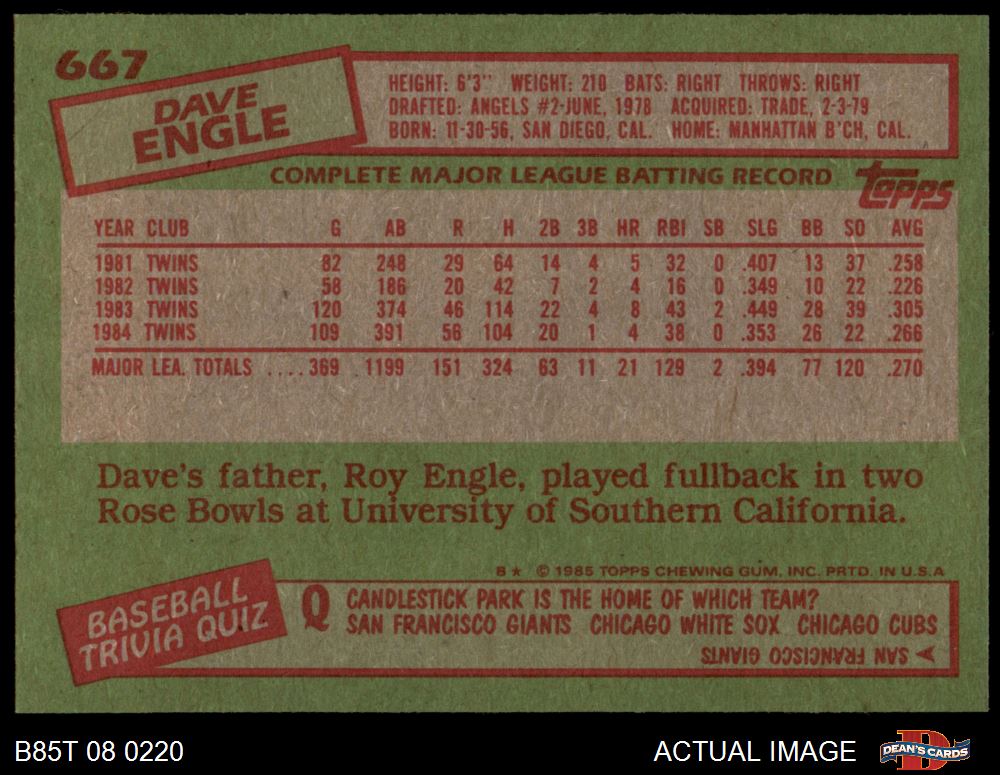 667
DAVE
ENGLE
HEIGHT: 6'3" WEIGHT: 210 BATS: RIGHT THROWS: RIGHT
DRAFTED: ANGELS #2-JUNE, 1978 ACQUIRED: TRADE, 2-3-79
BORN: 11-30-56, SAN DIEGO, CAL. HOME: MANHATTAN B'CH, CAL.
COMPLETE MAJOR LEAGUE BATTING RECORD
topps
YEAR CLUB G AB R H 2B 3B HR RBI SB SLG BB SO AVG
1981 TWINS 82 248 29 64 14 4 5 32 0 .407 13 37 .258
1982 TWINS 58 186 20 42 7 2 4 16 0 .349 10 22 .226
1983 TWINS 120 374 46 114 22 4 8 43 2 .449 28 39 .305
1984 TWINS 109 391 56 104 20 1 4 38 0 .353 26 22 .266
MAJOR LEA. TOTALS ....369 1199 151 324 63 11 21 129 2 .394 77 120 .270
Dave's father, Roy Engle, played fullback in two
Rose Bowls at University of Southern California.
B★ © 1985 TOPPS CHEWING GUM, INC. PRTD. IN U.S.A
BASEBALL
TRIVIA QUIZ
Q CANDLESTICK PARK IS THE HOME OF WHICH TEAM?
SAN FRANCISCO GIANTS CHICAGO WHITE SOX CHICAGO CUBS
A SAN FRANCISCO GIANTS
B85T 08 0220
ACTUAL IMAGE
D
DEAN'S CARDS